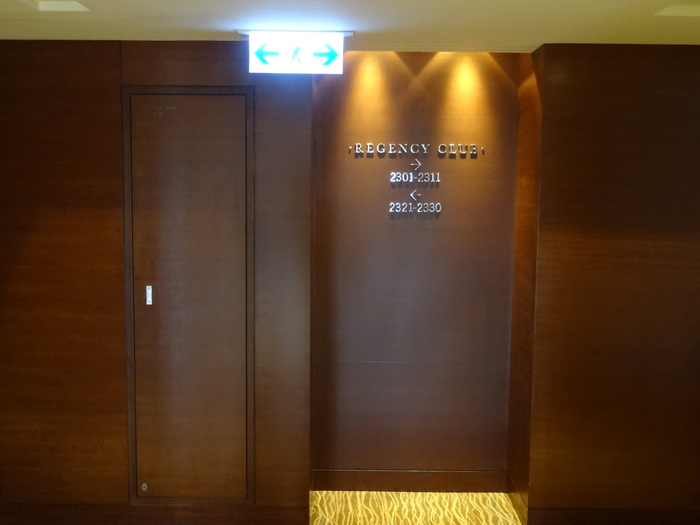 REGENCY CLUB
→
2301-2311
←
2321-2330